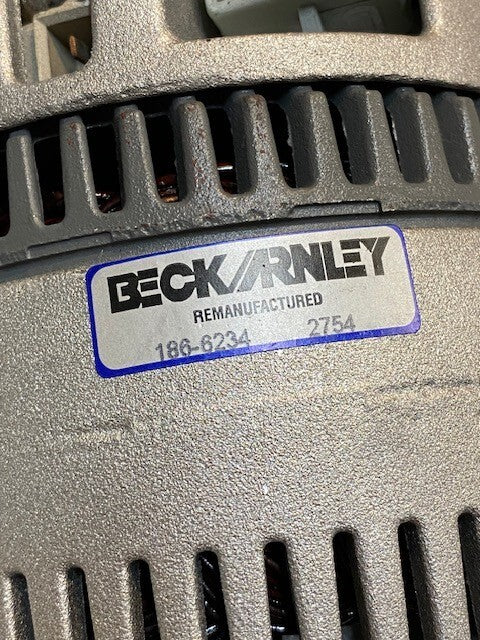 BECK/ARNLEY
REMANUFACTURED
186-6234 2754